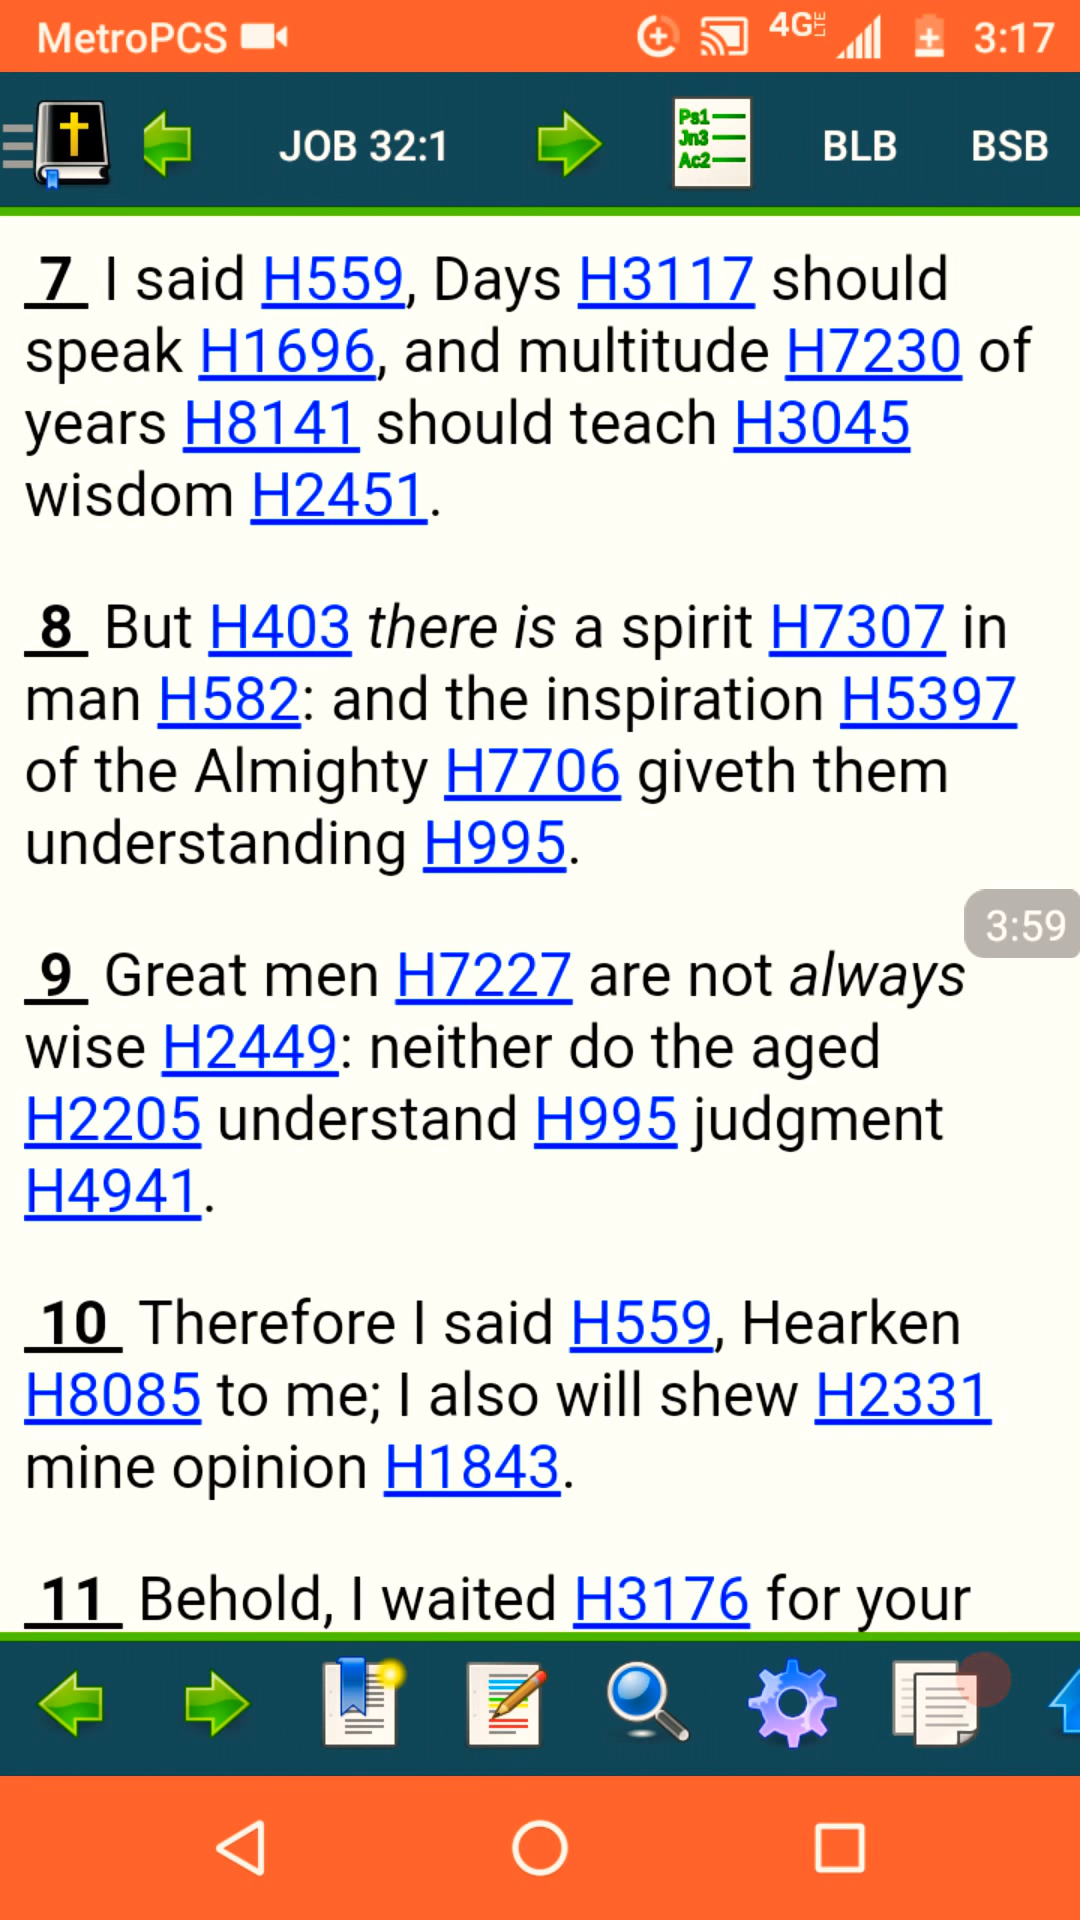 MetroPCS 4G LTE 3:17
JOB 32:1 Ps1 Jn3 Ac2 BLB BSB
7 I said H559, Days H3117 should
speak H1696, and multitude H7230 of
years H8141 should teach H3045
wisdom H2451.
8 But H403 there is a spirit H7307 in
man H582: and the inspiration H5397
of the Almighty H7706 giveth them
understanding H995.
3:59
9 Great men H7227 are not always
wise H2449: neither do the aged
H2205 understand H995 judgment
H4941.
10 Therefore I said H559, Hearken
H8085 to me; I also will shew H2331
mine opinion H1843.
11 Behold, I waited H3176 for your